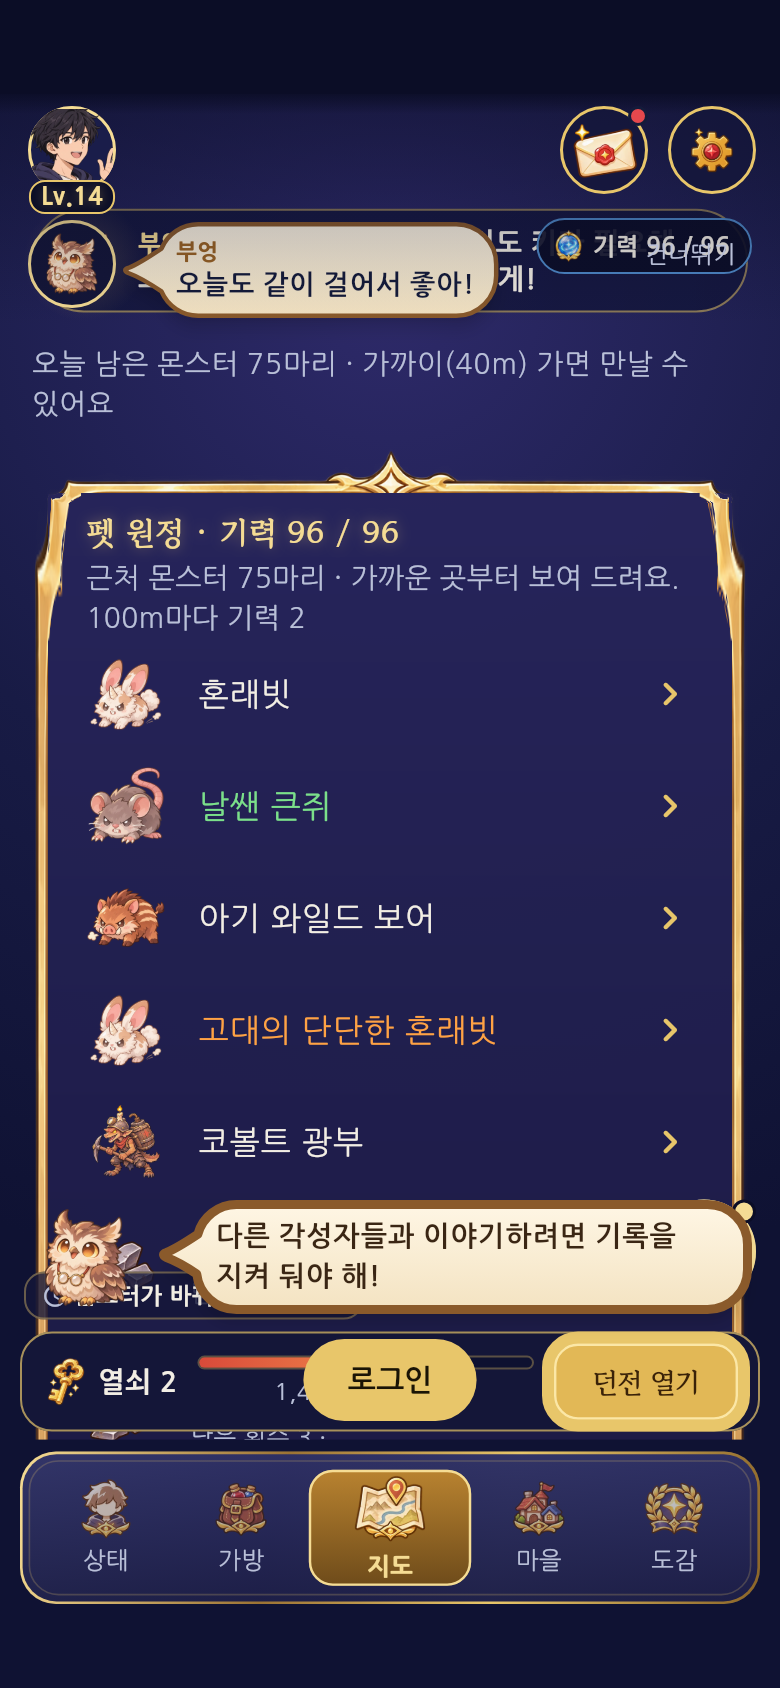 Lv.14
부엉
오늘도 같이 걸어서 좋아!
기력 96 / 96
건너뛰기
게!
오늘 남은 몬스터 75마리 · 가까이(40m) 가면 만날 수
있어요
펫 원정 · 기력 96 / 96
근처 몬스터 75마리 · 가까운 곳부터 보여 드려요.
100m마다 기력 2
혼래빗
날쌘 큰쥐
아기 와일드 보어
고대의 단단한 혼래빗
코볼트 광부
다른 각성자들과 이야기하려면 기록을
지켜 둬야 해!
열쇠 2
로그인
던전 열기
상태
가방
지도
마을
도감